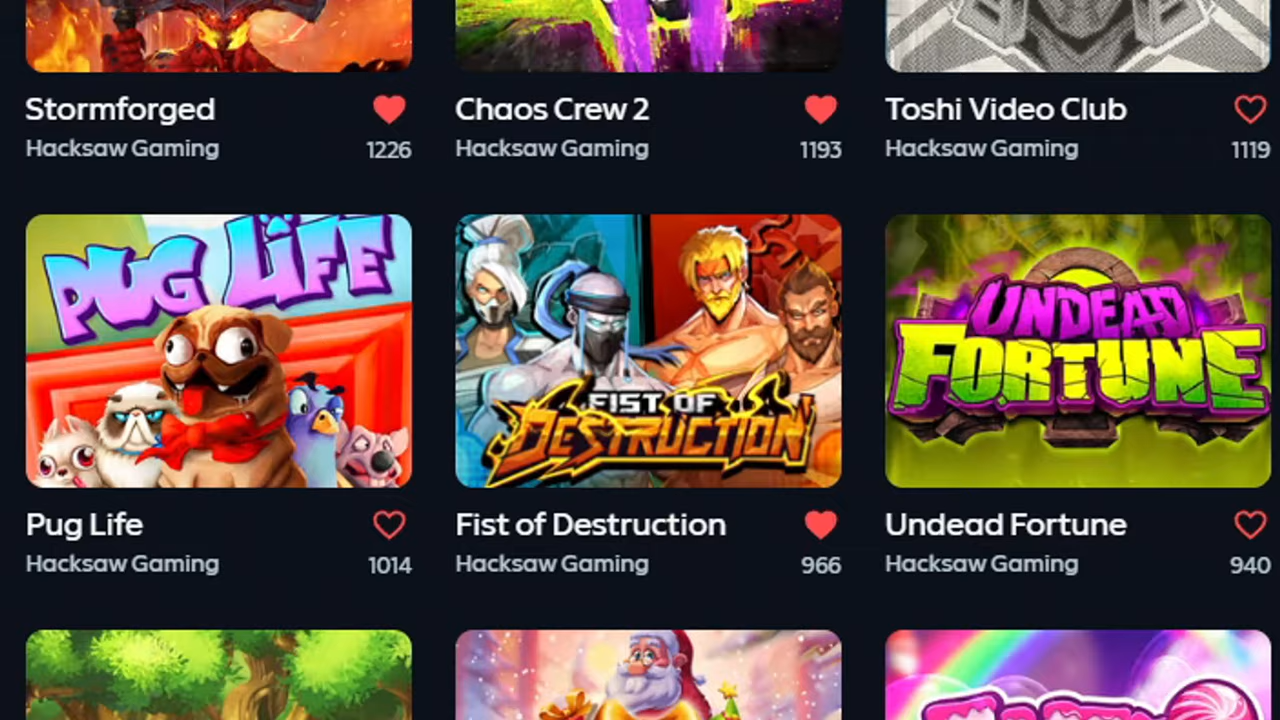 Stormforged
Hacksaw Gaming
1226
Chaos Crew 2
Hacksaw Gaming
1193
Toshi Video Club
Hacksaw Gaming
1119
PUG LIFE
Pug Life
Hacksaw Gaming
1014
FIST OF
DESTRUCTION
Fist of Destruction
Hacksaw Gaming
966
UNDEAD
FORTUNE
Undead Fortune
Hacksaw Gaming
940